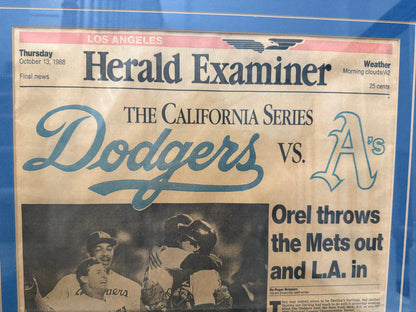 LOS ANGELES
Thursday
October 13, 1988
Final news
Herald Examiner
Weather
Morning clouds/A2
25 cents
THE CALIFORNIA SERIES
Dodgers VS. A's
Orel throws
the Mets out
and L.A. in